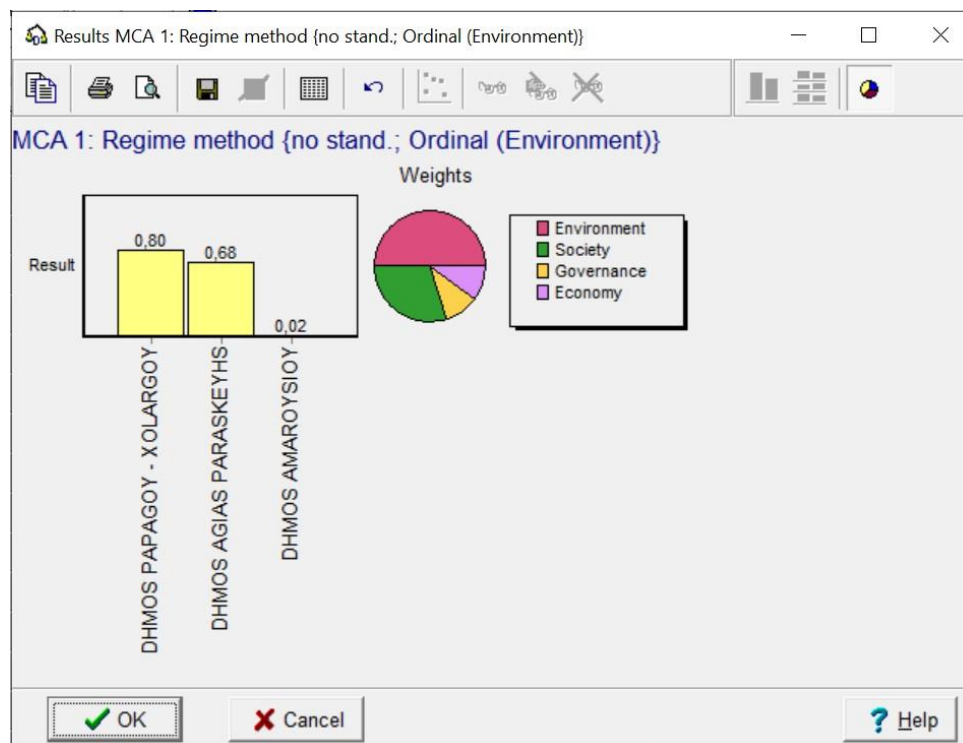 Results MCA 1: Regime method {no stand.; Ordinal (Environment)}
MCA 1: Regime method {no stand.; Ordinal (Environment)}
Weights
Result
0,80
0,68
0,02
DHMOS PAPAGOY - XOLARGOY
DHMOS AGIAS PARASKEYHS
DHMOS AMAROYSIOY
Environment
Society
Governance
Economy
OK
Cancel
? Help